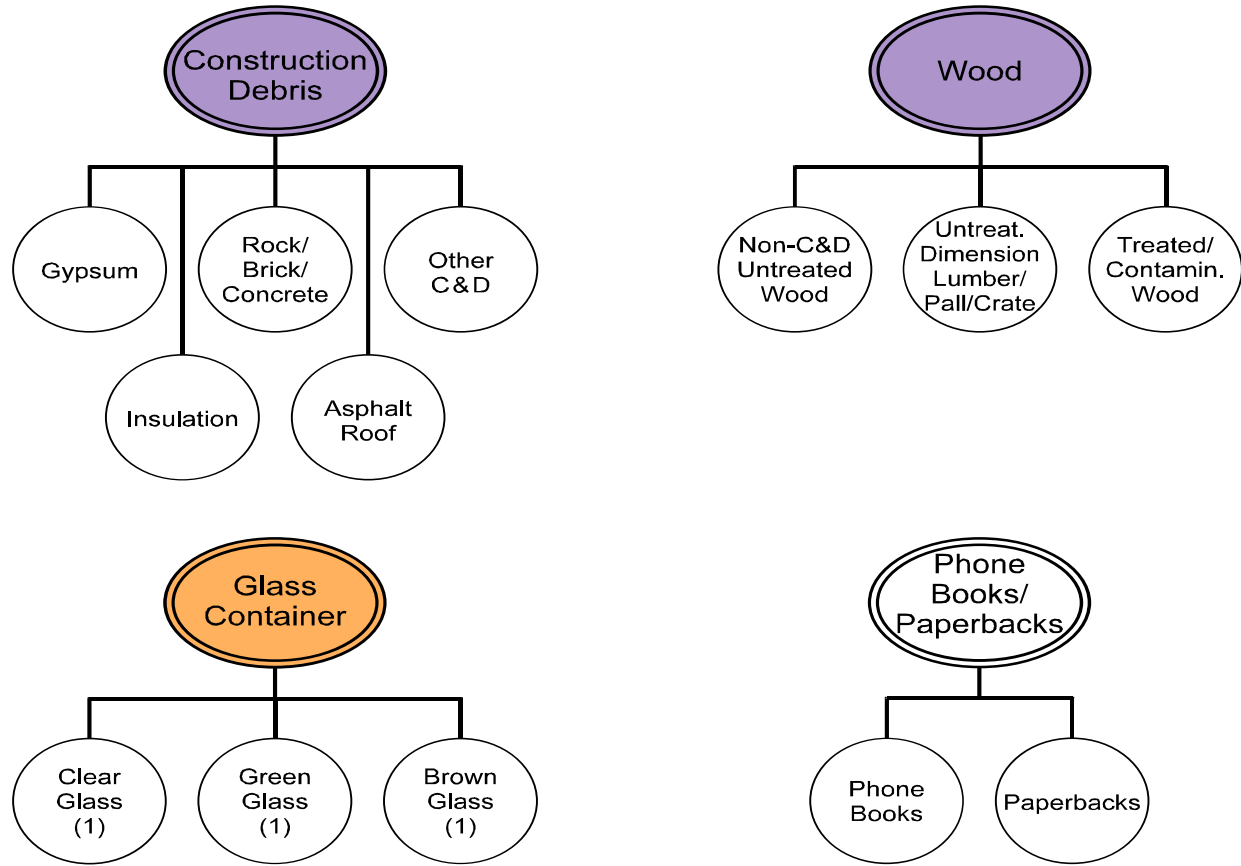 Construction
Debris
Wood
Gypsum
Rock/
Brick/
Concrete
Other
C&D
Insulation
Asphalt
Roof
Non-C&D
Untreated
Wood
Untreat.
Dimension
Lumber/
Pall/Crate
Treated/
Contamin.
Wood
Glass
Container
Phone
Books/
Paperbacks
Clear
Glass
(1)
Green
Glass
(1)
Brown
Glass
(1)
Phone
Books
Paperbacks